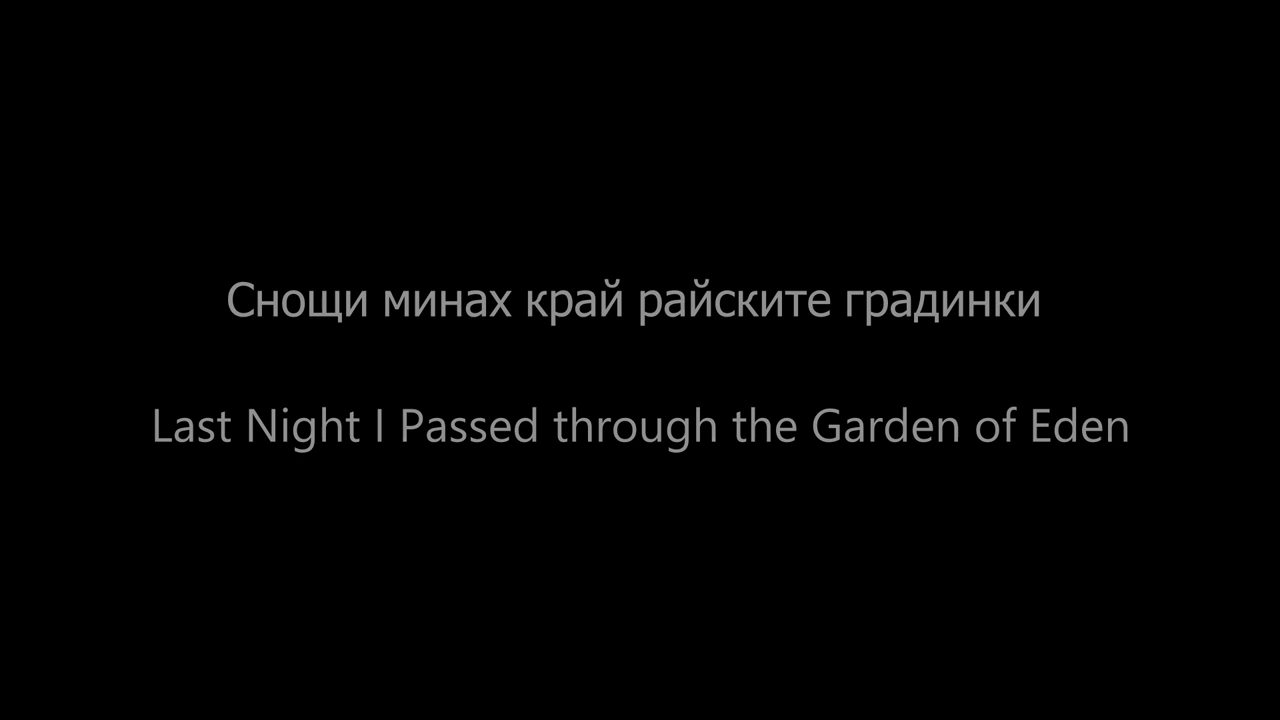 Снощи минах край райските градинки
Last Night I Passed through the Garden of Eden